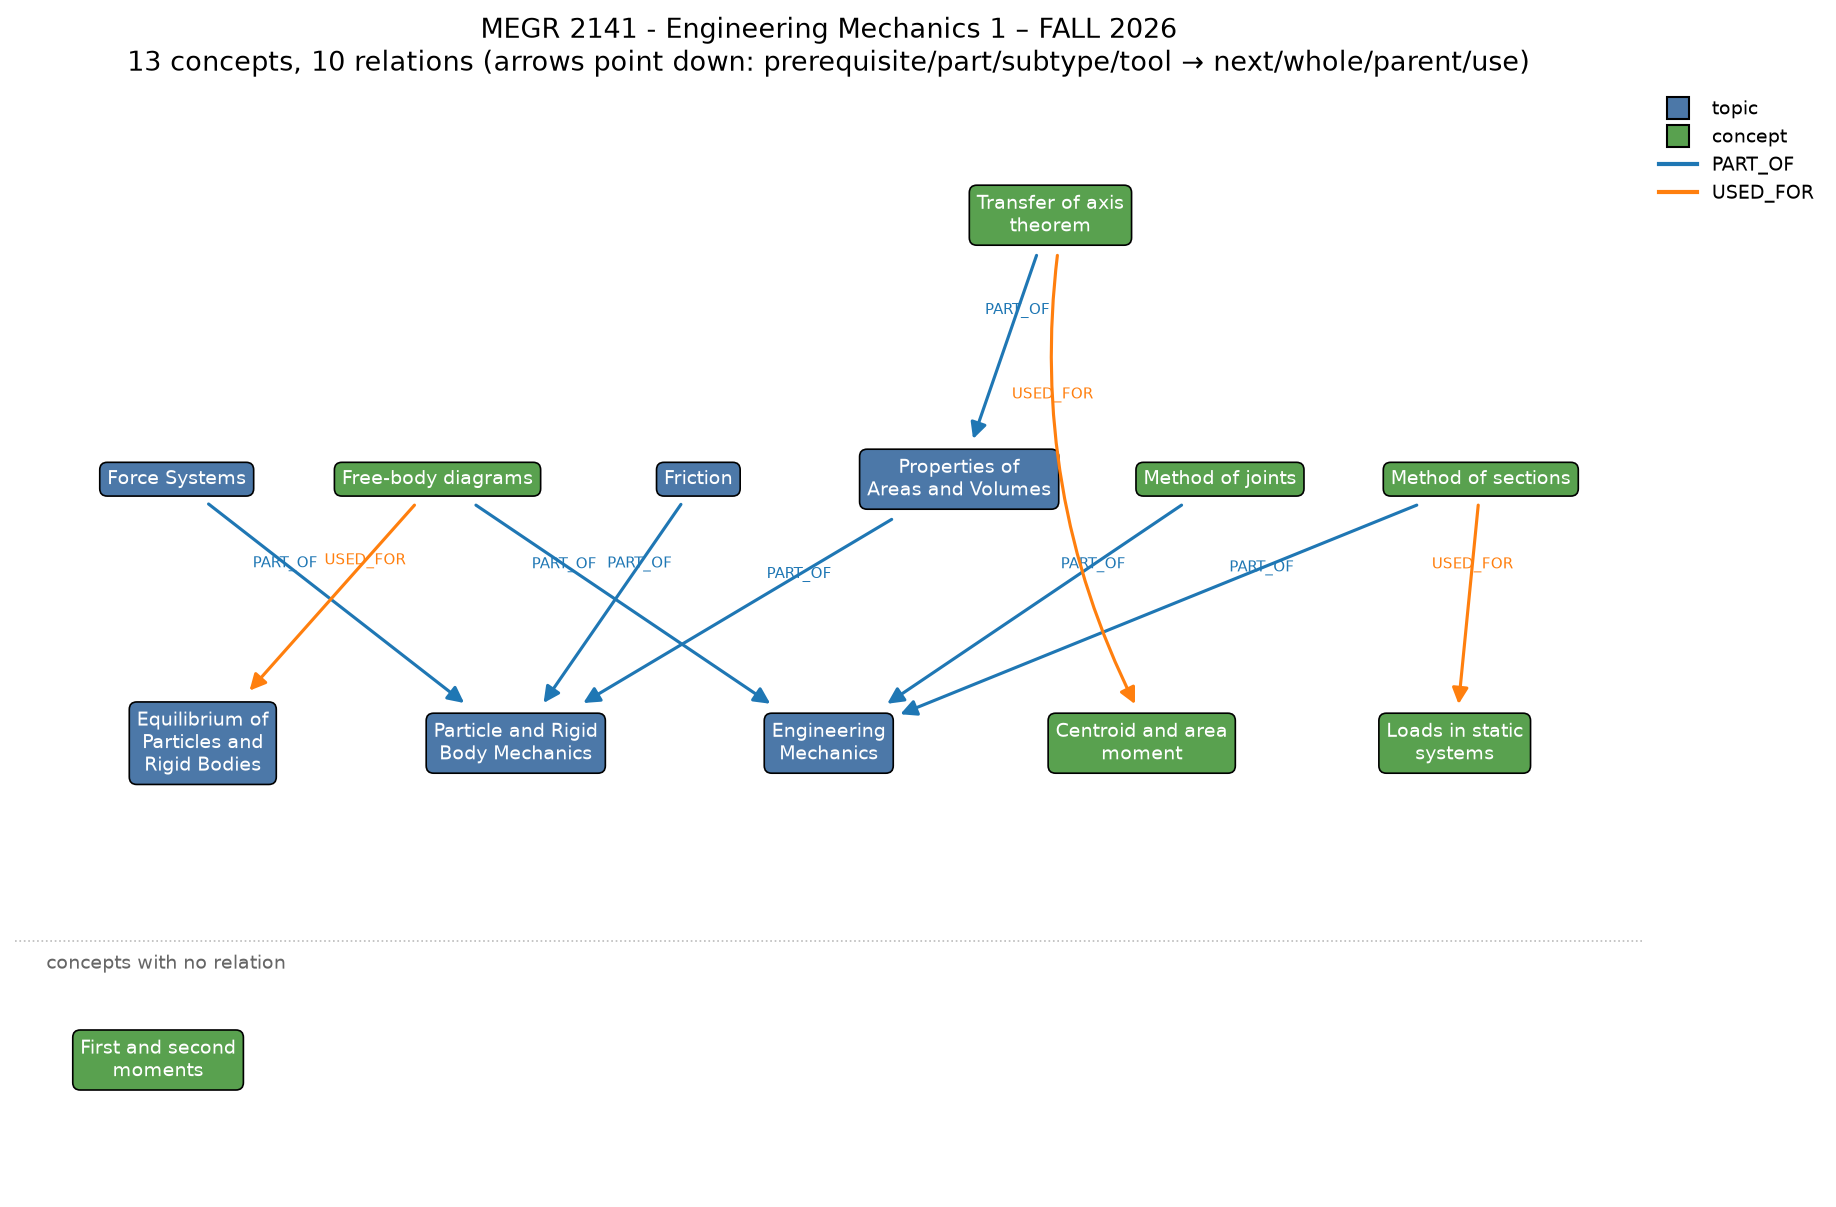 MEGR 2141 - Engineering Mechanics 1 – FALL 2026
13 concepts, 10 relations (arrows point down: prerequisite/part/subtype/tool → next/whole/parent/use)
topic
concept
PART_OF
USED_FOR
Transfer of axis
theorem
PART_OF
USED_FOR
Force Systems
Free-body diagrams
Friction
Properties of
Areas and Volumes
Method of joints
Method of sections
PART_OF
USED_FOR
PART_OF
PART_OF
PART_OF
PART_OF
PART_OF
USED_FOR
Equilibrium of
Particles and
Rigid Bodies
Particle and Rigid
Body Mechanics
Engineering
Mechanics
Centroid and area
moment
Loads in static
systems
concepts with no relation
First and second
moments